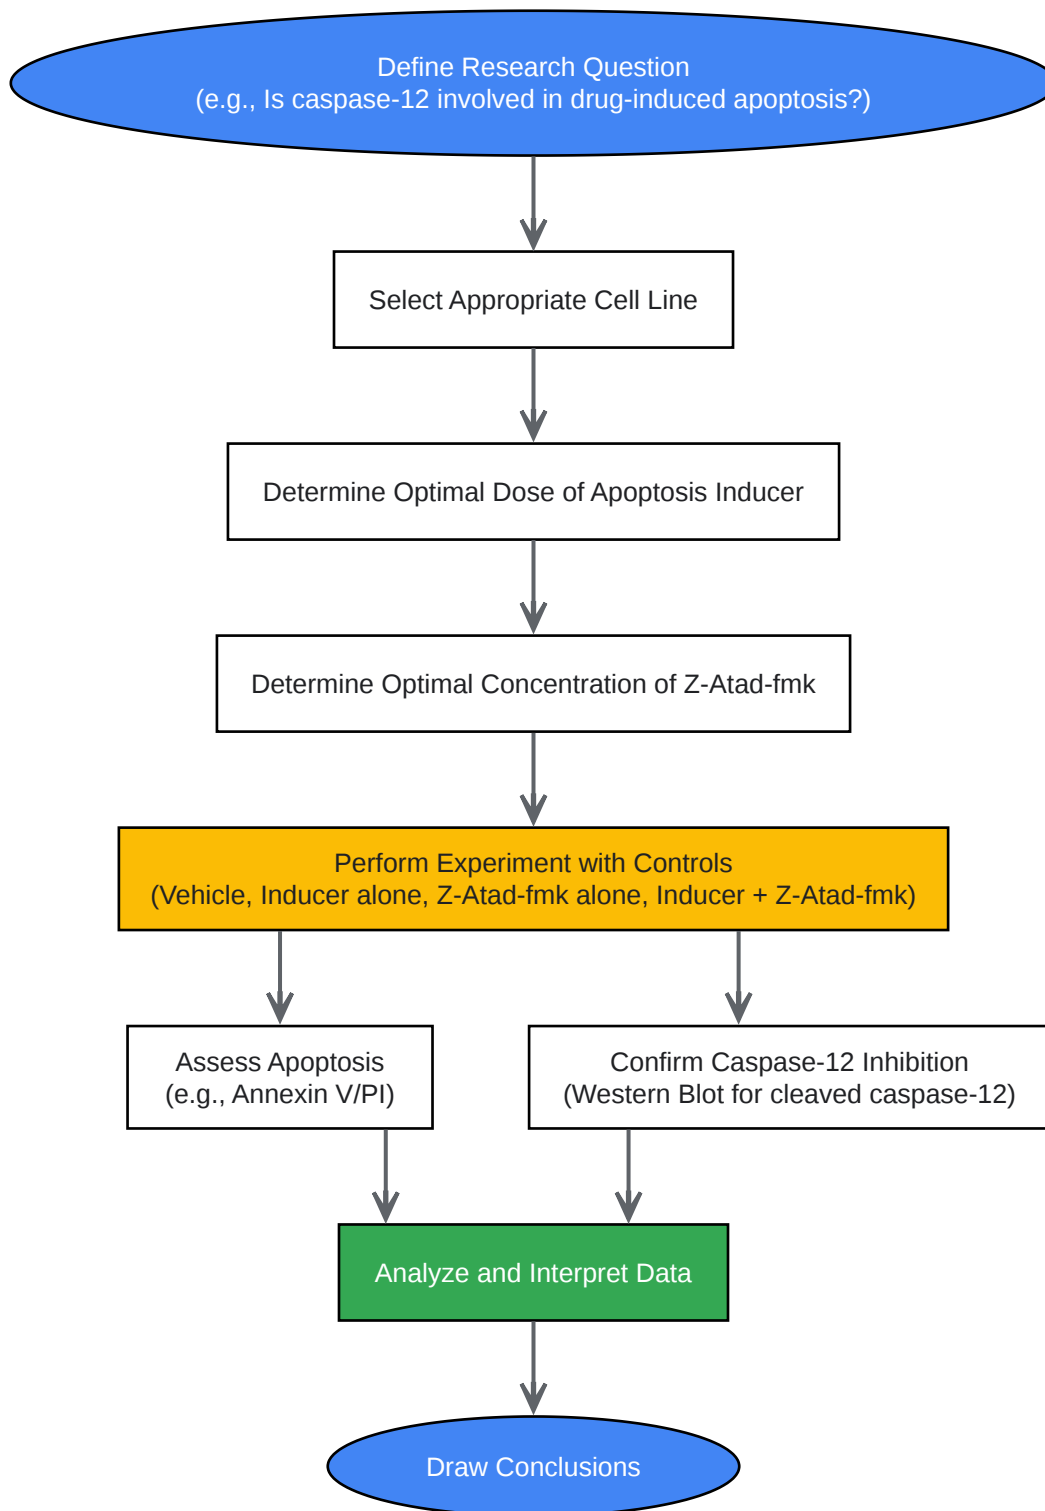 Define Research Question
(e.g., Is caspase-12 involved in drug-induced apoptosis?)
Select Appropriate Cell Line
Determine Optimal Dose of Apoptosis Inducer
Determine Optimal Concentration of Z-Atad-fmk
Perform Experiment with Controls
(Vehicle, Inducer alone, Z-Atad-fmk alone, Inducer + Z-Atad-fmk)
Assess Apoptosis
(e.g., Annexin V/PI)
Confirm Caspase-12 Inhibition
(Western Blot for cleaved caspase-12)
Analyze and Interpret Data
Draw Conclusions